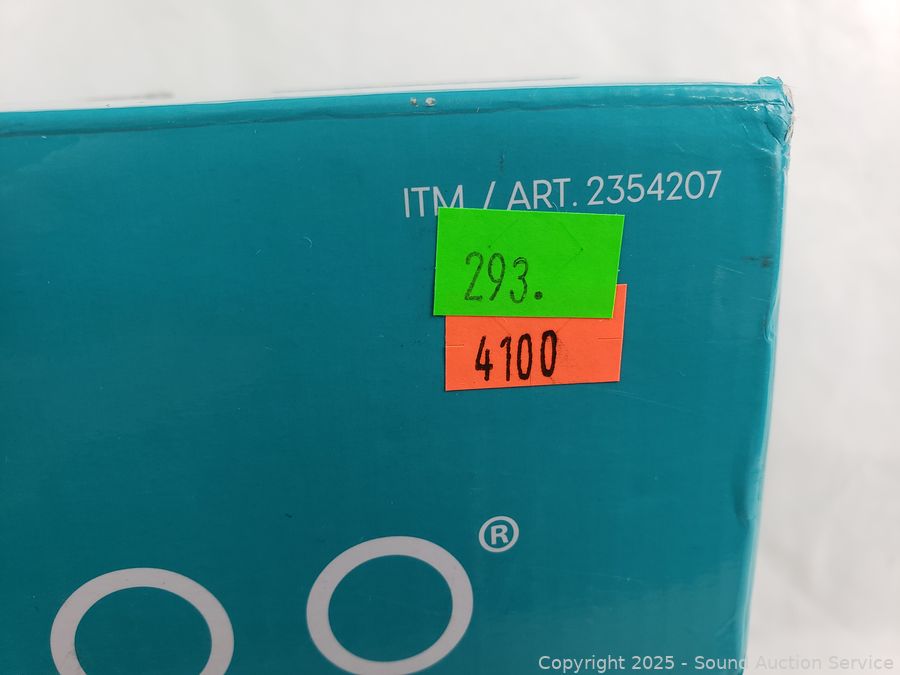 ITM / ART. 2354207
293.
4100
®
Copyright 2025 - Sound Auction Service